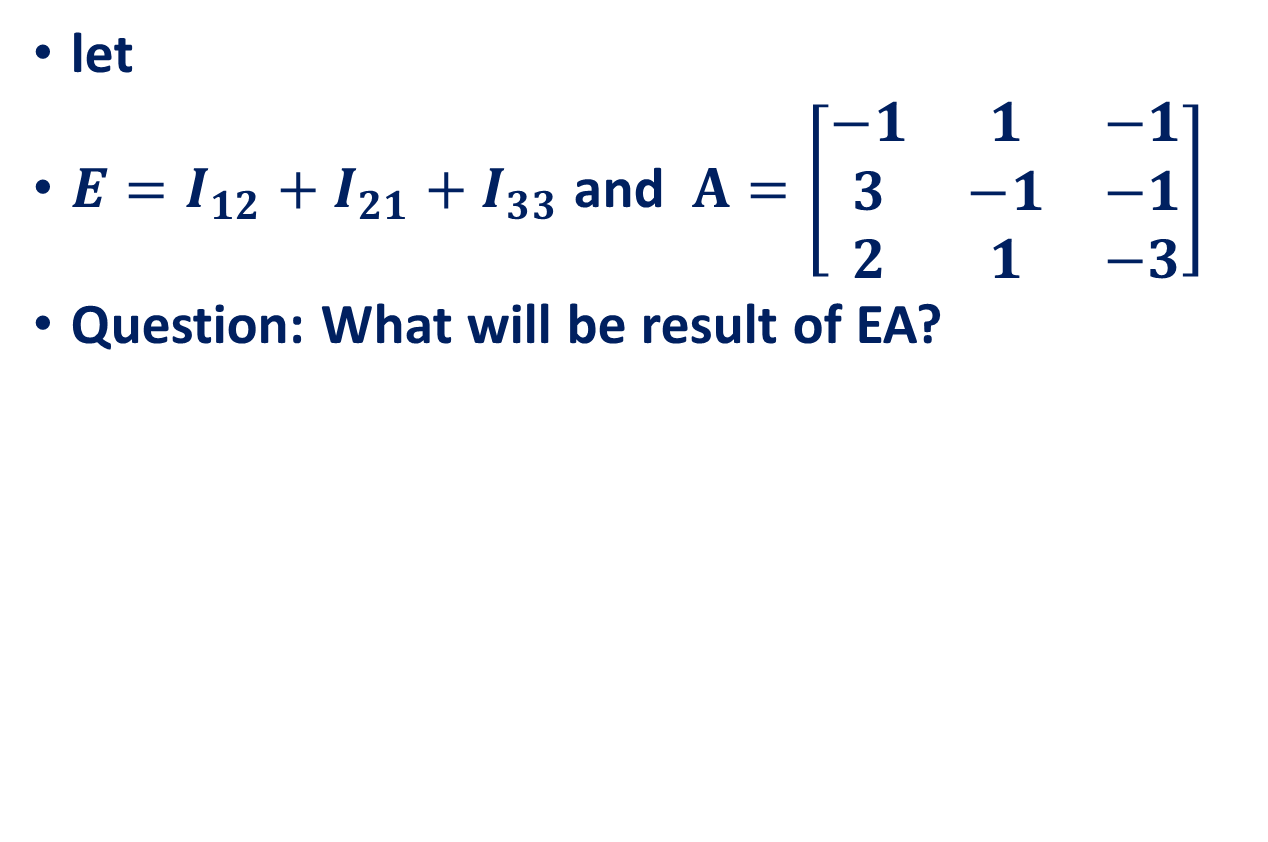 • let
• E = I₁₂ + I₂₁ + I₃₃ and A = [−1 1 −1
3 −1 −1
2 1 −3]
• Question: What will be result of EA?